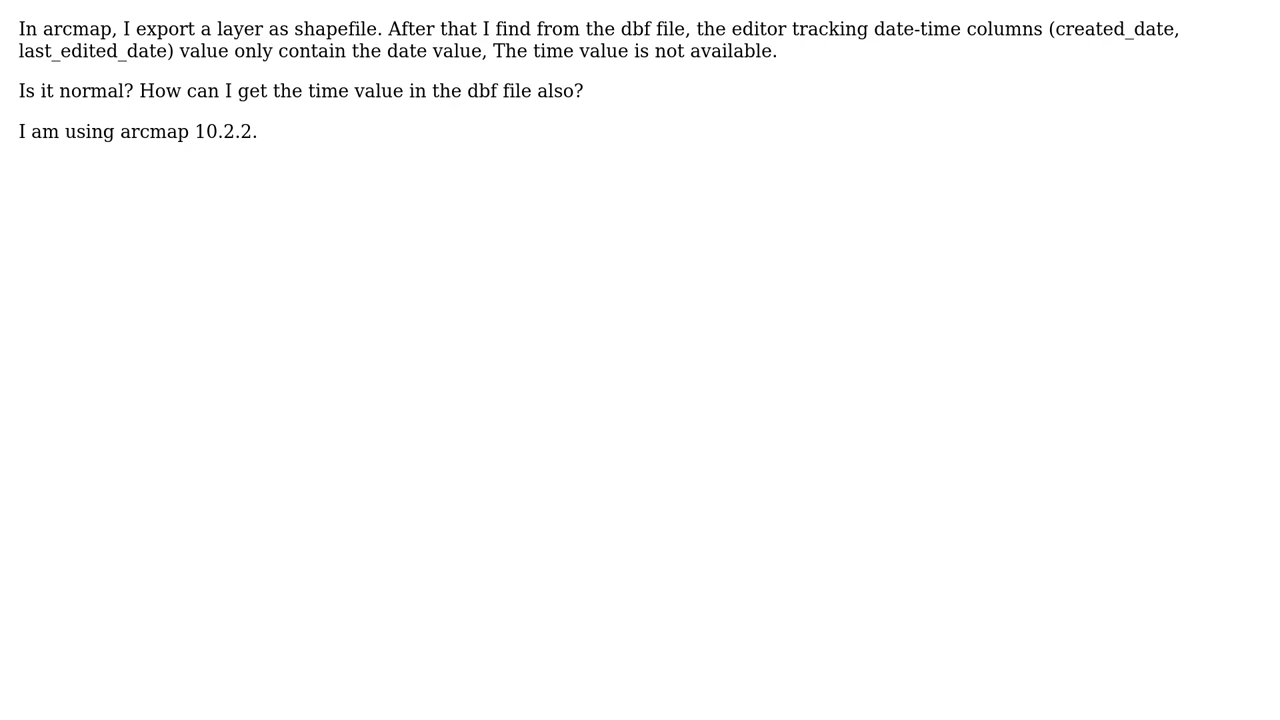 In arcmap, I export a layer as shapefile. After that I find from the dbf file, the editor tracking date-time columns (created_date,
last_edited_date) value only contain the date value, The time value is not available.
Is it normal? How can I get the time value in the dbf file also?
I am using arcmap 10.2.2.